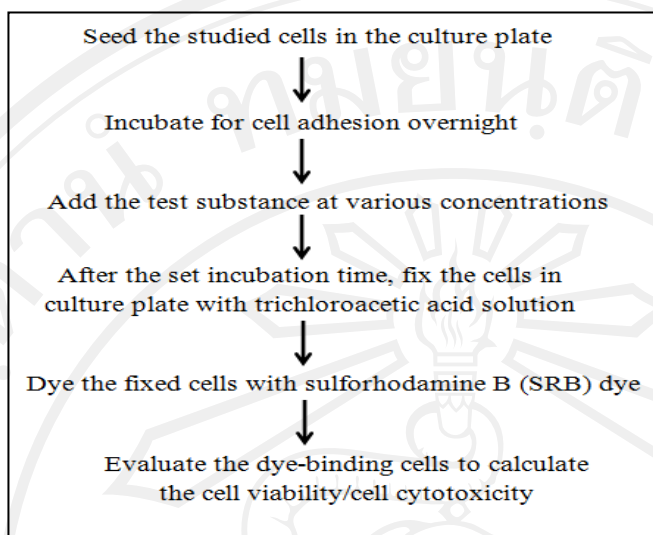 Seed the studied cells in the culture plate
Incubate for cell adhesion overnight
Add the test substance at various concentrations
After the set incubation time, fix the cells in
culture plate with trichloroacetic acid solution
Dye the fixed cells with sulforhodamine B (SRB) dye
Evaluate the dye-binding cells to calculate
the cell viability/cell cytotoxicity